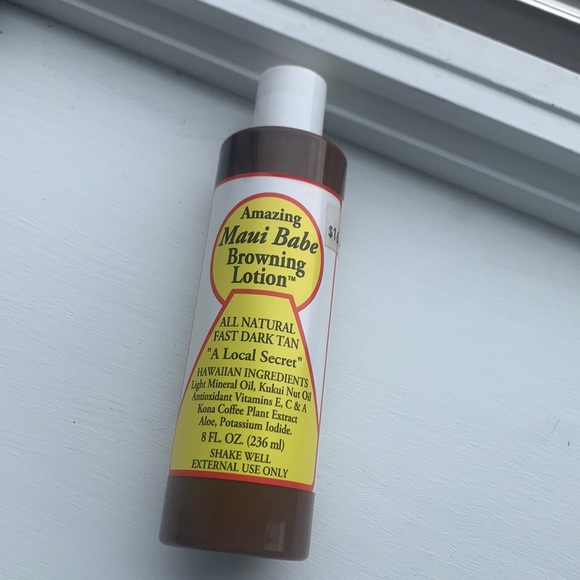 Amazing
Maui Babe
Browning
Lotion™
ALL NATURAL
FAST DARK TAN
"A Local Secret"
HAWAIIAN INGREDIENTS
Light Mineral Oil, Kukui Nut Oil
Antioxidant Vitamins E, C & A
Kona Coffee Plant Extract
Aloe, Potassium Iodide.
8 FL. OZ. (236 ml)
SHAKE WELL
EXTERNAL USE ONLY